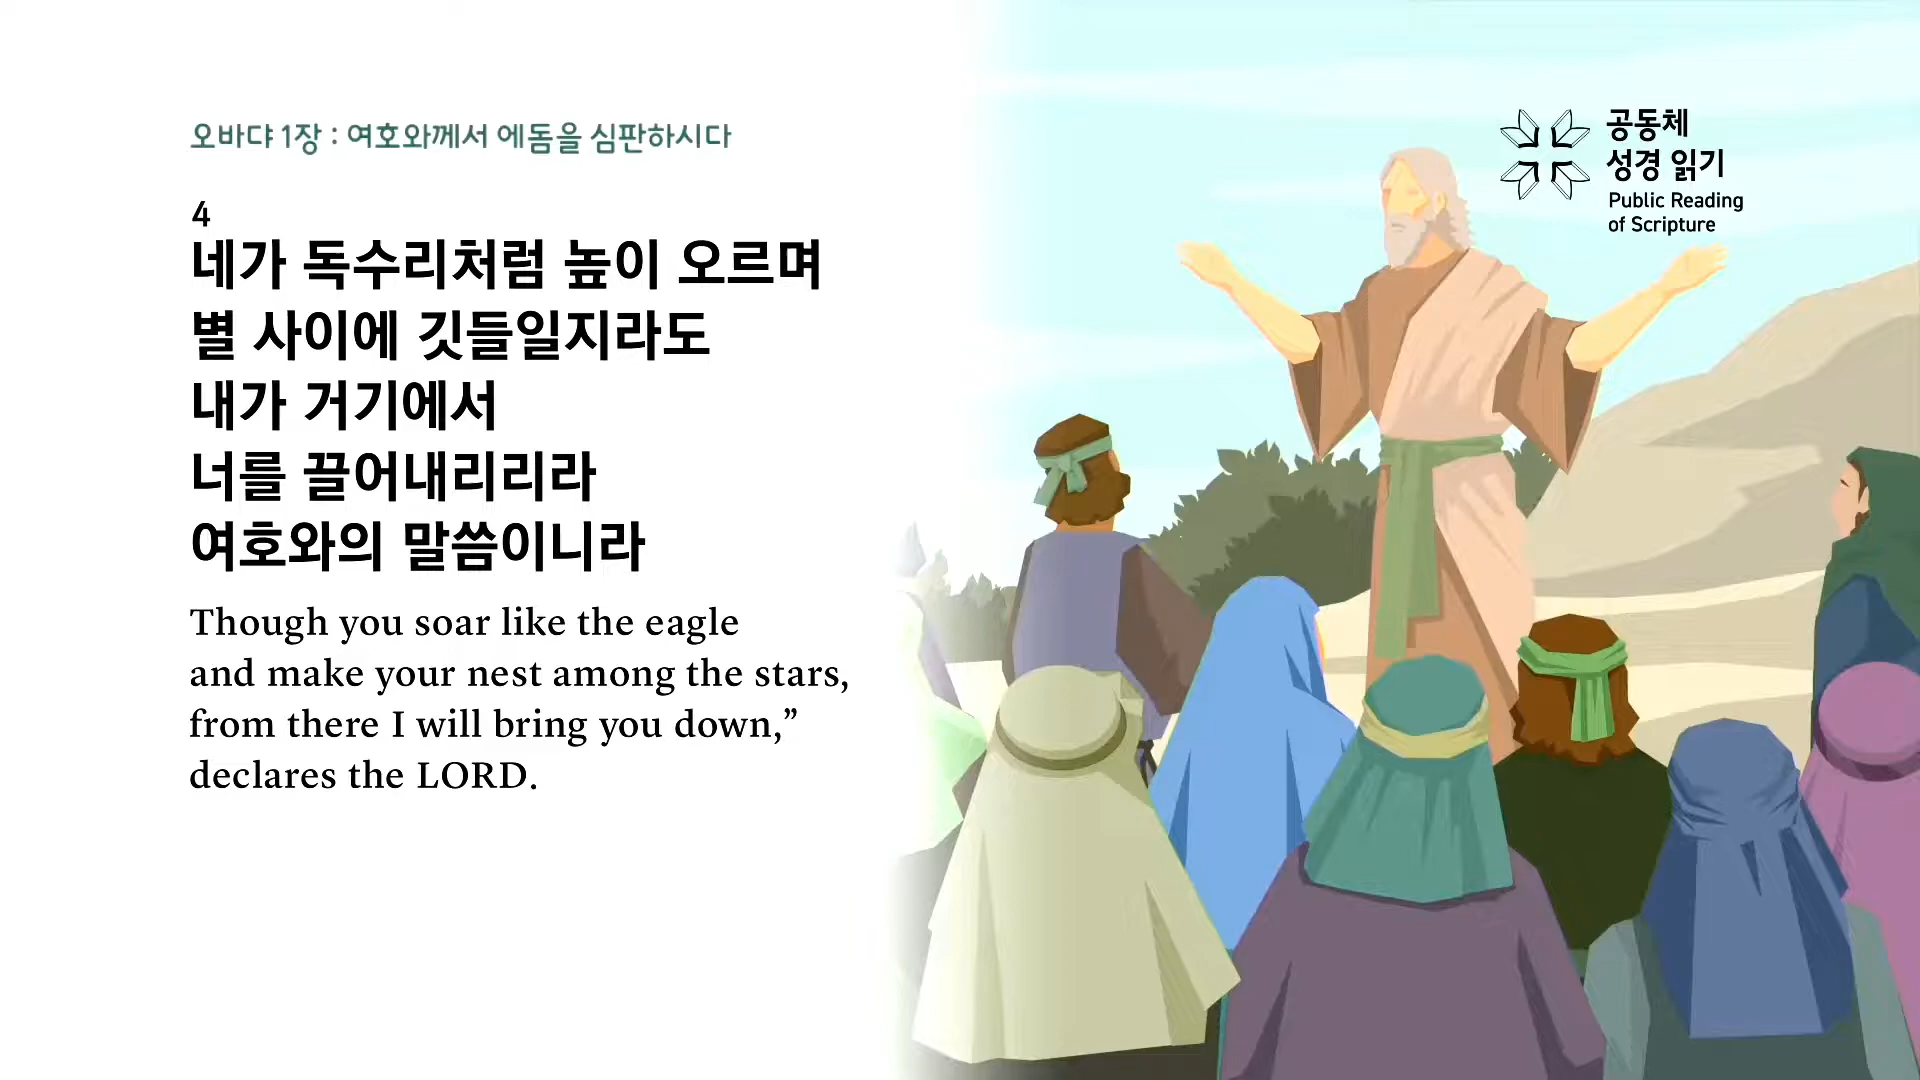 오바댜 1장 : 여호와께서 에돔을 심판하시다
4
네가 독수리처럼 높이 오르며
별 사이에 깃들일지라도
내가 거기에서
너를 끌어내리리라
여호와의 말씀이니라
Though you soar like the eagle
and make your nest among the stars,
from there I will bring you down,”
declares the LORD.
공동체
성경 읽기
Public Reading
of Scripture